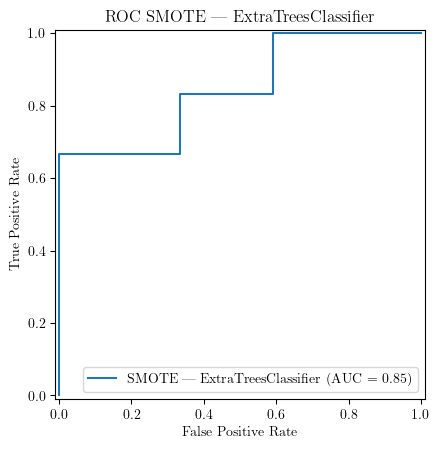 ROC SMOTE — ExtraTreesClassifier
1.0
0.8
0.6
0.4
0.2
0.0
True Positive Rate
SMOTE — ExtraTreesClassifier (AUC = 0.85)
0.0 0.2 0.4 0.6 0.8 1.0
False Positive Rate